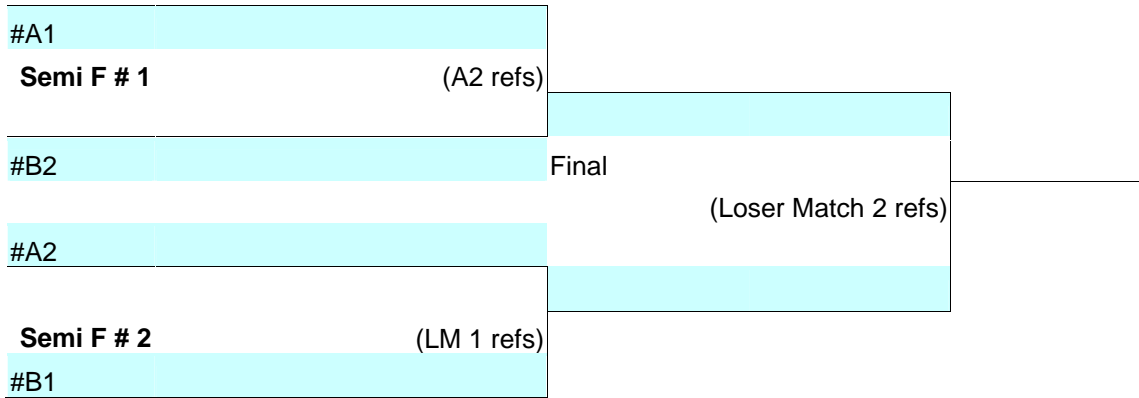 #A1
Semi F # 1 (A2 refs)
#B2 Final
(Loser Match 2 refs)
#A2
Semi F # 2 (LM 1 refs)
#B1